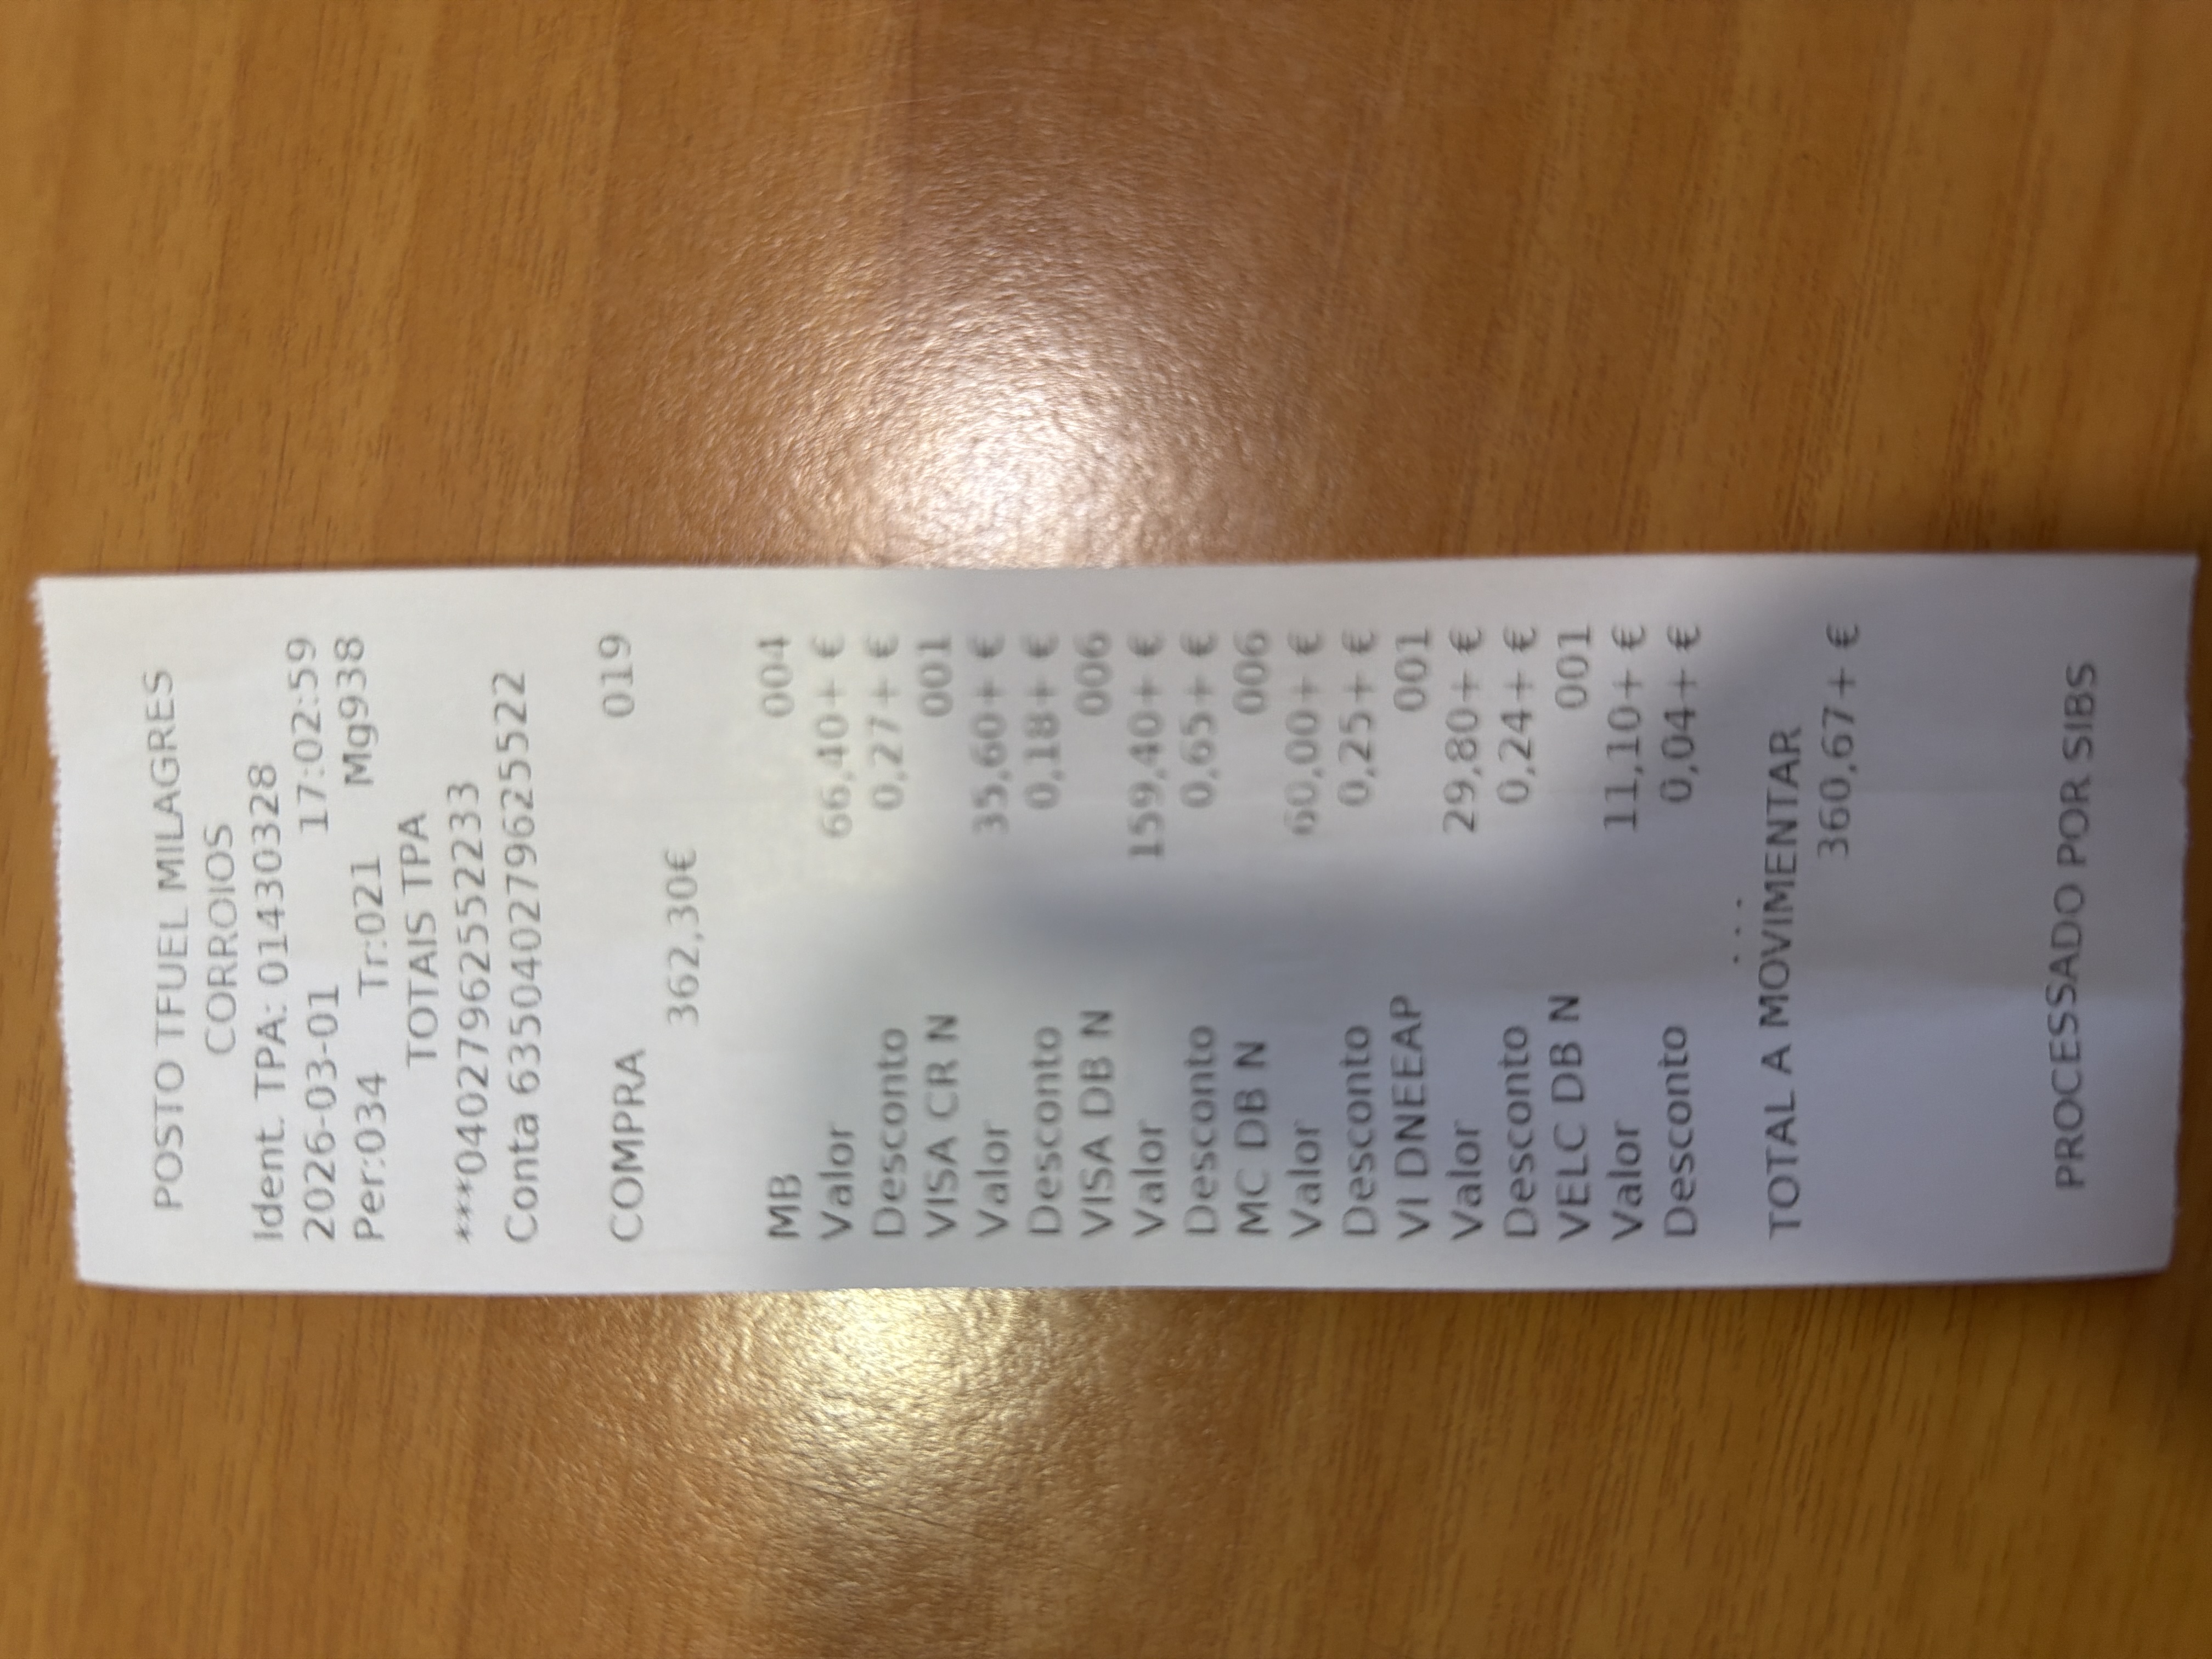 POSTO TFUEL MILAGRES
CORROIOS
Ident. TPA: 01430328
2026-03-01 17:02:59
Per:034 Tr:021 Mg938
TOTAIS TPA
***0402796255522​33
Conta 6350402796255522
COMPRA 019
362,30€
MB 004
Valor 66,40+ €
Desconto 0,27+ €
VISA CR N 001
Valor 35,60+ €
Desconto 0,18+ €
VISA DB N 006
Valor 159,40+ €
Desconto 0,65+ €
MC DB N 006
Valor 60,00+ €
Desconto 0,25+ €
VI DNEEAP 001
Valor 29,80+ €
Desconto 0,24+ €
VELC DB N 001
Valor 11,10+ €
Desconto 0,04+ €
...
TOTAL A MOVIMENTAR
360,67+ €
PROCESSADO POR SIBS